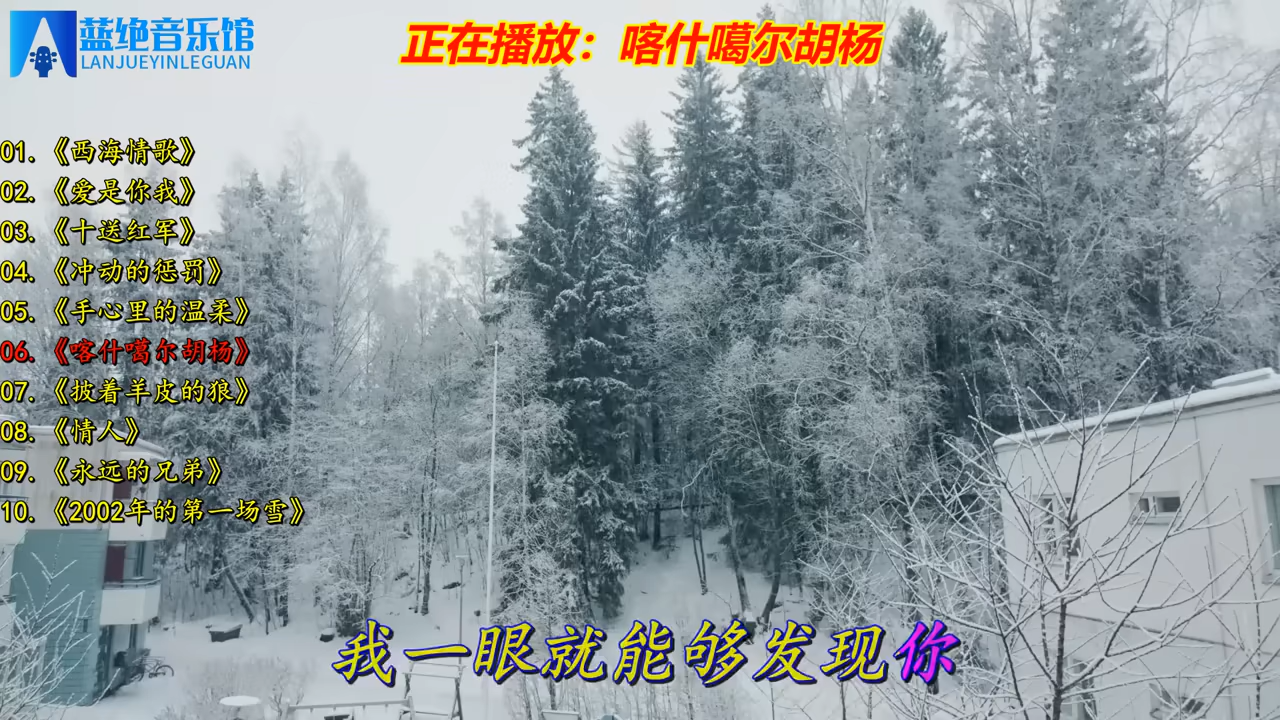 蓝绝音乐馆
LANJUEYINLEGUAN
正在播放：喀什噶尔胡杨
01.《西海情歌》
02.《爱是你我》
03.《十送红军》
04.《冲动的惩罚》
05.《手心里的温柔》
06.《喀什噶尔胡杨》
07.《披着羊皮的狼》
08.《情人》
09.《永远的兄弟》
10.《2002年的第一场雪》
我一眼就能够发现你